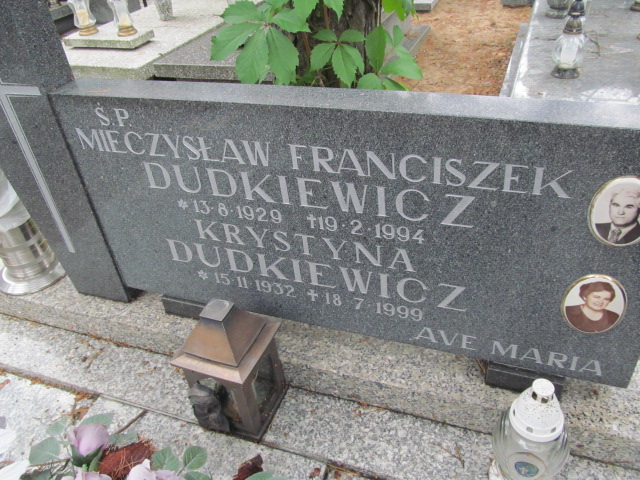 Ś.P.
MIECZYSŁAW FRANCISZEK
DUDKIEWICZ
*13·8·1929 †19·2·1994
KRYSTYNA
DUDKIEWICZ
*15·11·1932 †18·7·1999
AVE MARIA